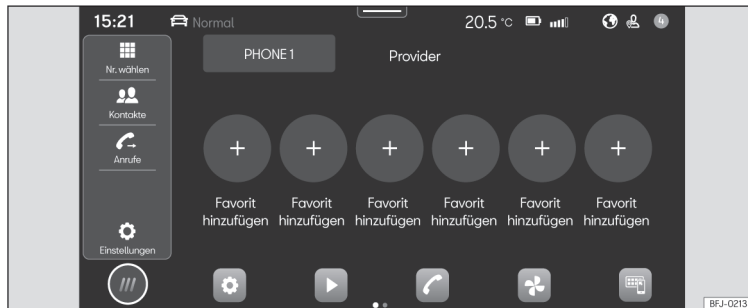 15:21
Normal
20.5 °C
4
PHONE 1
Provider
Nr. wählen
Kontakte
Anrufe
Einstellungen
Favorit Favorit Favorit Favorit Favorit Favorit
hinzufügen hinzufügen hinzufügen hinzufügen hinzufügen hinzufügen
BFJ-0213